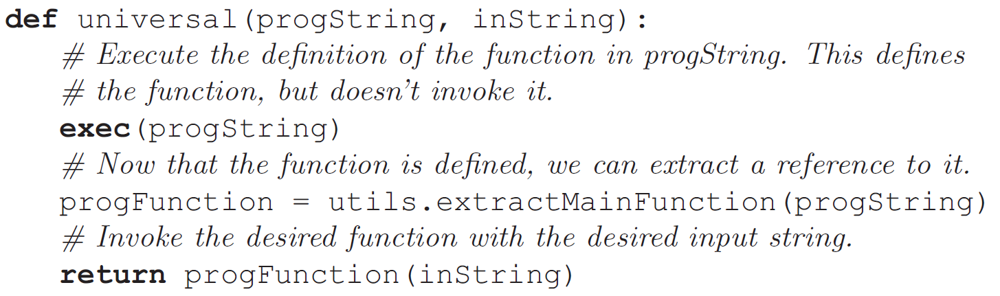 def universal(progString, inString):
# Execute the definition of the function in progString. This defines
# the function, but doesn't invoke it.
exec(progString)
# Now that the function is defined, we can extract a reference to it.
progFunction = utils.extractMainFunction(progString)
# Invoke the desired function with the desired input string.
return progFunction(inString)